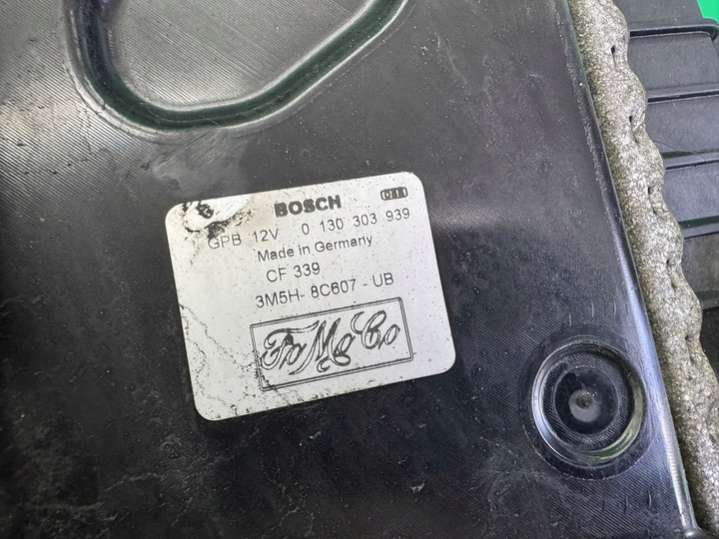 BOSCH
GPB 12V 0 130 303 939
Made in Germany
CF 339
3M5H- 8C607 - UB
FoMoCo